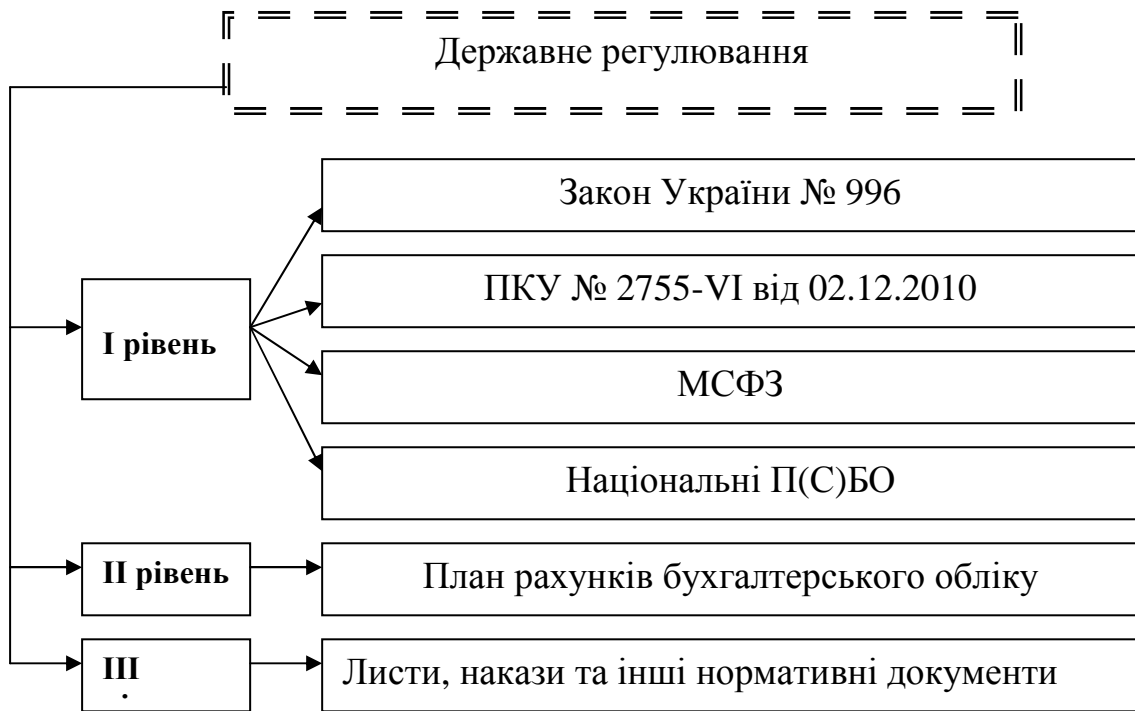 Державне регулювання
Закон України № 996
ПКУ № 2755-VI від 02.12.2010
І рівень
МСФЗ
Національні П(С)БО
ІІ рівень
План рахунків бухгалтерського обліку
ІІІ
Листи, накази та інші нормативні документи